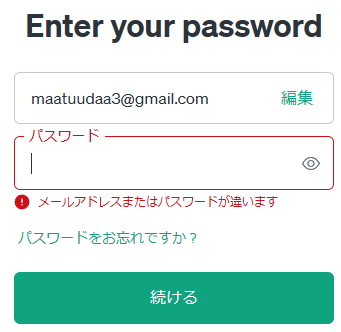 Enter your password
maatuudaa3@gmail.com 編集
パスワード
メールアドレスまたはパスワードが違います
パスワードをお忘れですか？
続ける